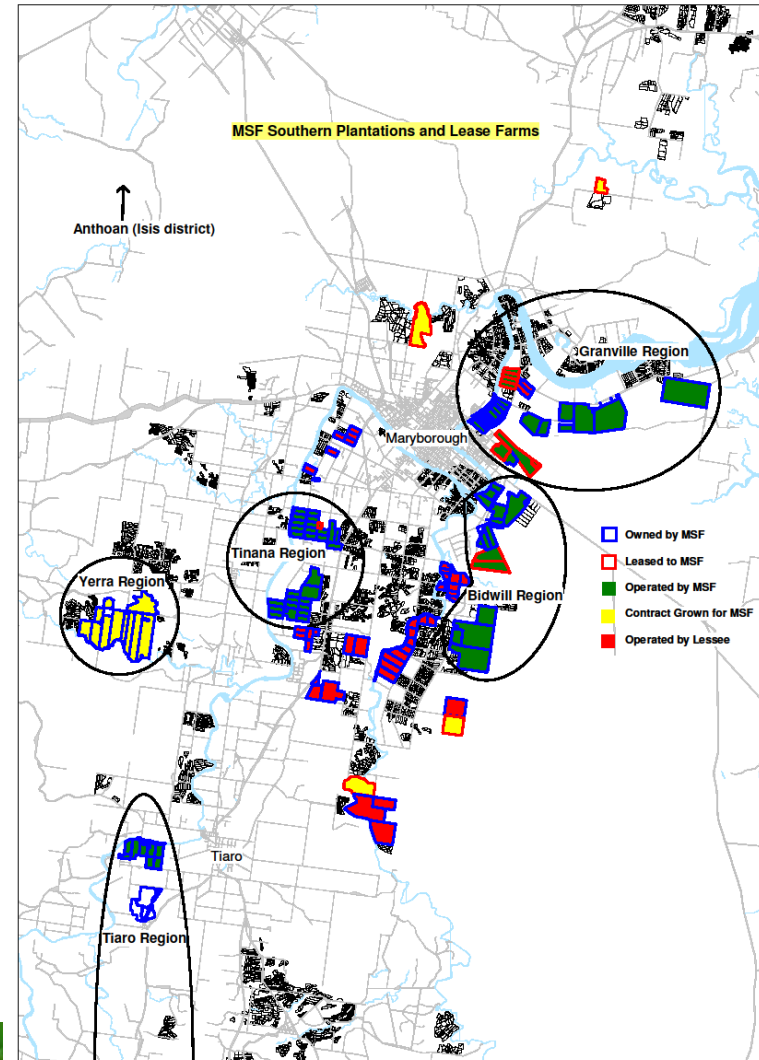 MSF Southern Plantations and Lease Farms
Anthoan (Isis district)
Granville Region
Maryborough
Owned by MSF
Leased to MSF
Operated by MSF
Contract Grown for MSF
Operated by Lessee
Tinana Region
Yerra Region
Bidwill Region
Tiaro
Tiaro Region